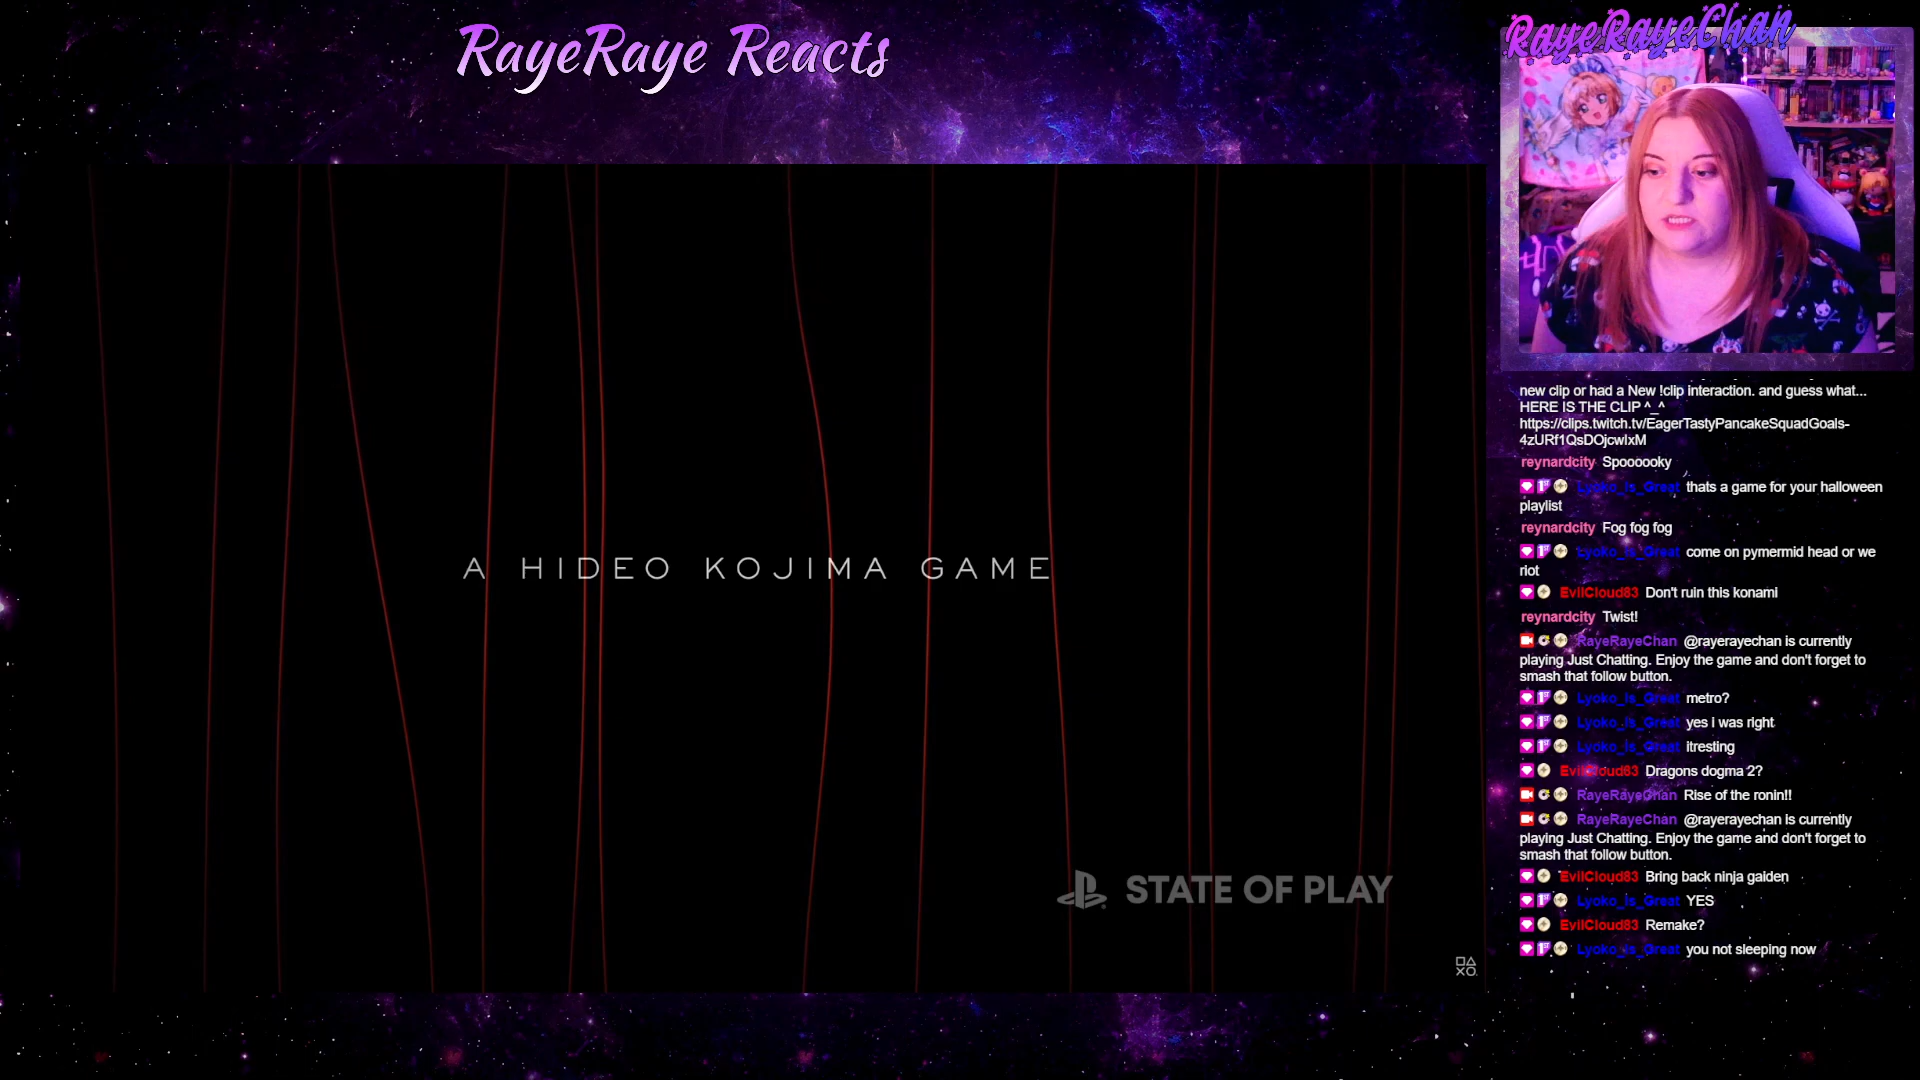 RayeRaye Reacts
RayeRayeChan
A HIDEO KOJIMA GAME
STATE OF PLAY
new clip or had a New !clip interaction. and guess what...
HERE IS THE CLIP ^_^
https://clips.twitch.tv/EagerTastyPancakeSquadGoals-
4zURf1QsDOjcwIxM
reynardcity Spoooooky
Lyoko_Is_Great thats a game for your halloween
playlist
reynardcity Fog fog fog
Lyoko_Is_Great come on pymermid head or we
riot
EvilCloud83 Don't ruin this konami
reynardcity Twist!
RayeRayeChan @rayerayechan is currently
playing Just Chatting. Enjoy the game and don't forget to
smash that follow button.
Lyoko_Is_Great metro?
Lyoko_Is_Great yes i was right
Lyoko_Is_Great itresting
EvilCloud83 Dragons dogma 2?
RayeRayeChan Rise of the ronin!!
RayeRayeChan @rayerayechan is currently
playing Just Chatting. Enjoy the game and don't forget to
smash that follow button.
EvilCloud83 Bring back ninja gaiden
Lyoko_Is_Great YES
EvilCloud83 Remake?
Lyoko_Is_Great you not sleeping now